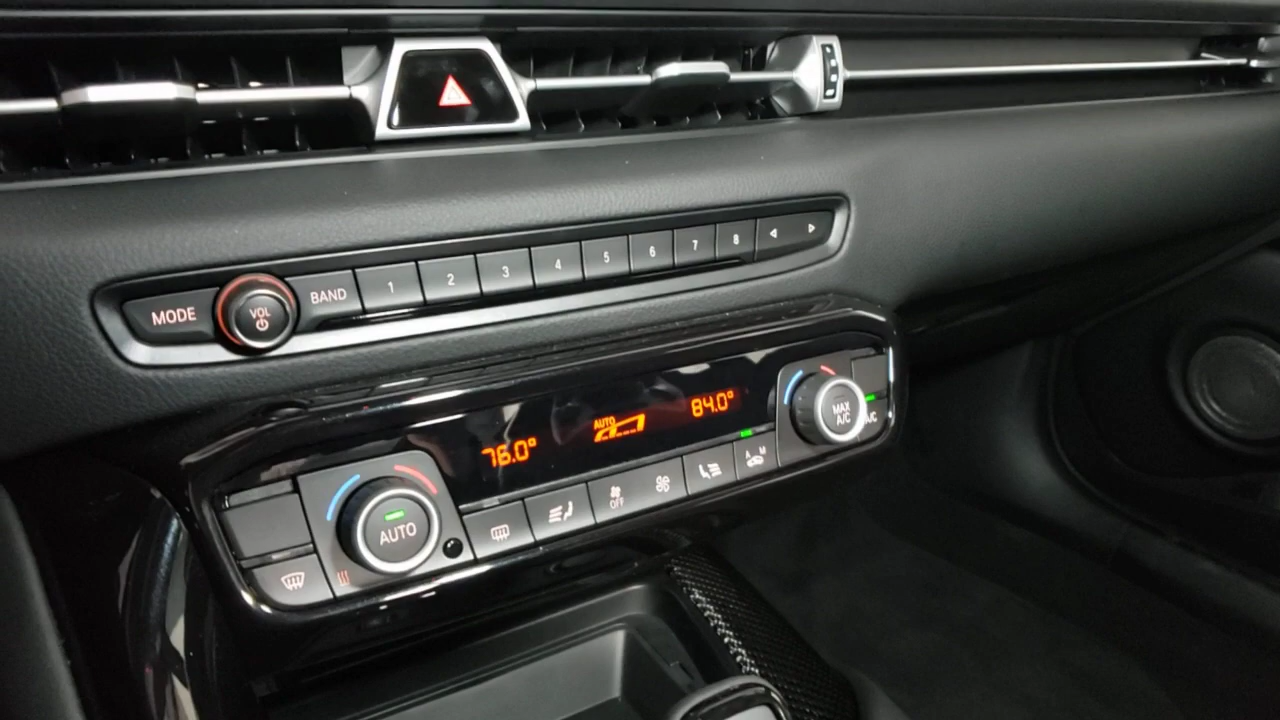 MODE
VOL
BAND
1
2
3
4
5
6
7
8
76.0°
AUTO
84.0°
MAX
A/C
A/C
AUTO
OFF
A M